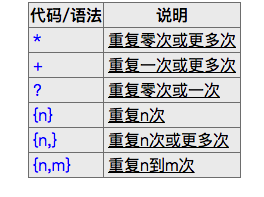 代码/语法 说明
* 重复零次或更多次
+ 重复一次或更多次
? 重复零次或一次
{n} 重复n次
{n,} 重复n次或更多次
{n,m} 重复n到m次